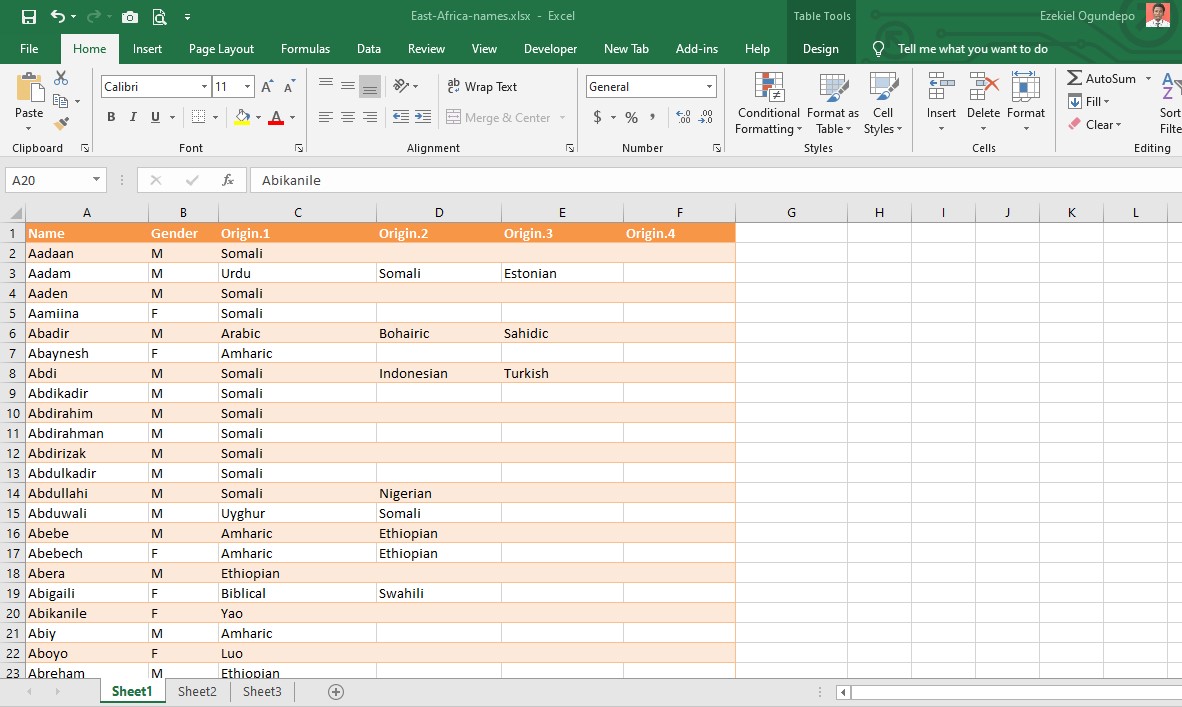 East-Africa-names.xlsx - Excel Table Tools Ezekiel Ogundepo
File Home Insert Page Layout Formulas Data Review View Developer New Tab Add-ins Help Design Tell me what you want to do
Paste Calibri 11 Wrap Text General Conditional Formatting Format as Table Cell Styles Insert Delete Format AutoSum Sort
B I U Merge & Center $ % , Fill Filte
Clear
Clipboard Font Alignment Number Styles Cells Editing
A20 fx Abikanile
A B C D E F G H I J K L
1 Name Gender Origin.1 Origin.2 Origin.3 Origin.4
2 Aadaan M Somali
3 Aadam M Urdu Somali Estonian
4 Aaden M Somali
5 Aamiina F Somali
6 Abadir M Arabic Bohairic Sahidic
7 Abaynesh F Amharic
8 Abdi M Somali Indonesian Turkish
9 Abdikadir M Somali
10 Abdirahim M Somali
11 Abdirahman M Somali
12 Abdirizak M Somali
13 Abdulkadir M Somali
14 Abdullahi M Somali Nigerian
15 Abduwali M Uyghur Somali
16 Abebe M Amharic Ethiopian
17 Abebech F Amharic Ethiopian
18 Abera M Ethiopian
19 Abigaili F Biblical Swahili
20 Abikanile F Yao
21 Abiy M Amharic
22 Aboyo F Luo
23 Abreham M Ethiopian
Sheet1 Sheet2 Sheet3